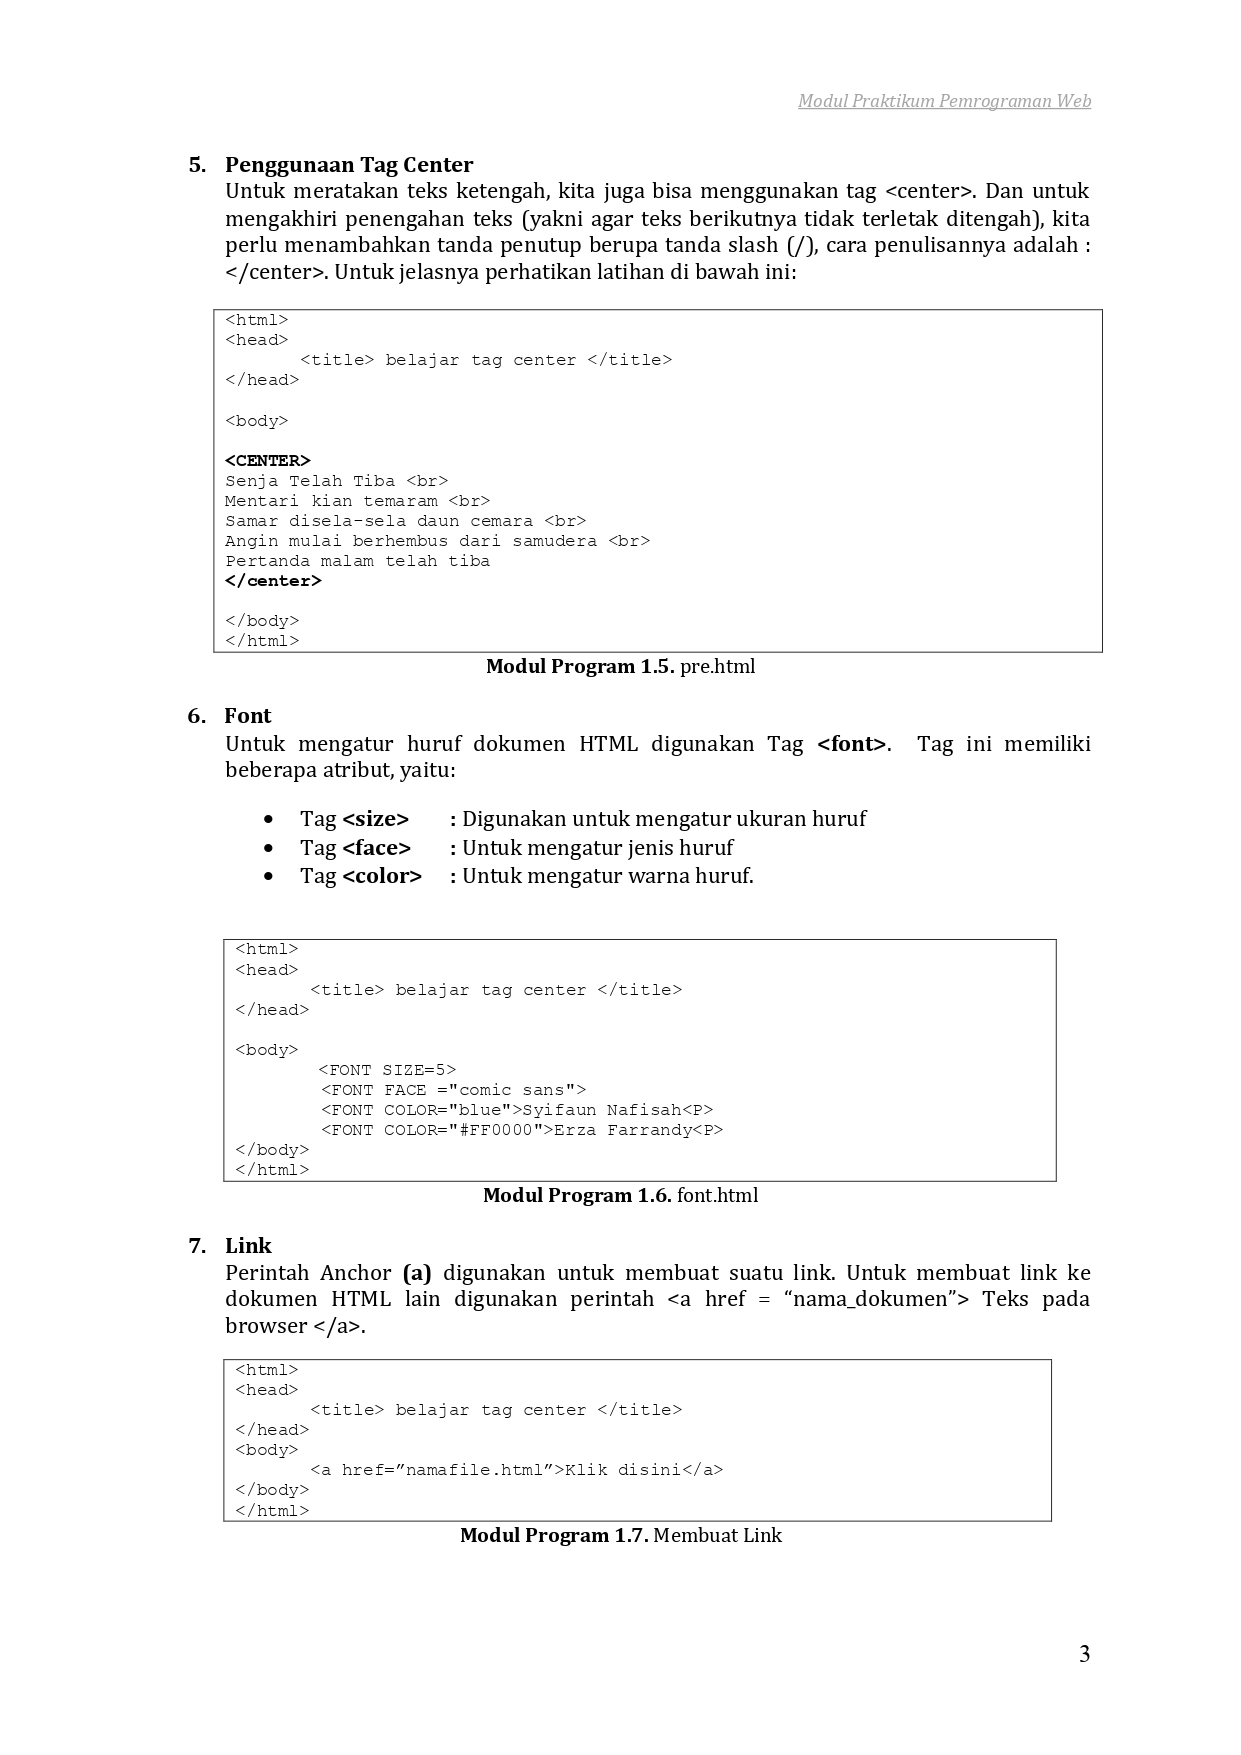 Modul Praktikum Pemrograman Web
5. Penggunaan Tag Center
Untuk meratakan teks ketengah, kita juga bisa menggunakan tag <center>. Dan untuk
mengakhiri penengahan teks (yakni agar teks berikutnya tidak terletak ditengah), kita
perlu menambahkan tanda penutup berupa tanda slash (/), cara penulisannya adalah :
</center>. Untuk jelasnya perhatikan latihan di bawah ini:
<html>
<head>
<title> belajar tag center </title>
</head>
<body>
<CENTER>
Senja Telah Tiba <br>
Mentari kian temaram <br>
Samar disela-sela daun cemara <br>
Angin mulai berhembus dari samudera <br>
Pertanda malam telah tiba
</center>
</body>
</html>
Modul Program 1.5. pre.html
6. Font
Untuk mengatur huruf dokumen HTML digunakan Tag <font>. Tag ini memiliki
beberapa atribut, yaitu:
• Tag <size> : Digunakan untuk mengatur ukuran huruf
• Tag <face> : Untuk mengatur jenis huruf
• Tag <color> : Untuk mengatur warna huruf.
<html>
<head>
<title> belajar tag center </title>
</head>
<body>
<FONT SIZE=5>
<FONT FACE ="comic sans">
<FONT COLOR="blue">Syifaun Nafisah<P>
<FONT COLOR="#FF0000">Erza Farrandy<P>
</body>
</html>
Modul Program 1.6. font.html
7. Link
Perintah Anchor (a) digunakan untuk membuat suatu link. Untuk membuat link ke
dokumen HTML lain digunakan perintah <a href = “nama_dokumen”> Teks pada
browser </a>.
<html>
<head>
<title> belajar tag center </title>
</head>
<body>
<a href=”namafile.html”>Klik disini</a>
</body>
</html>
Modul Program 1.7. Membuat Link
3